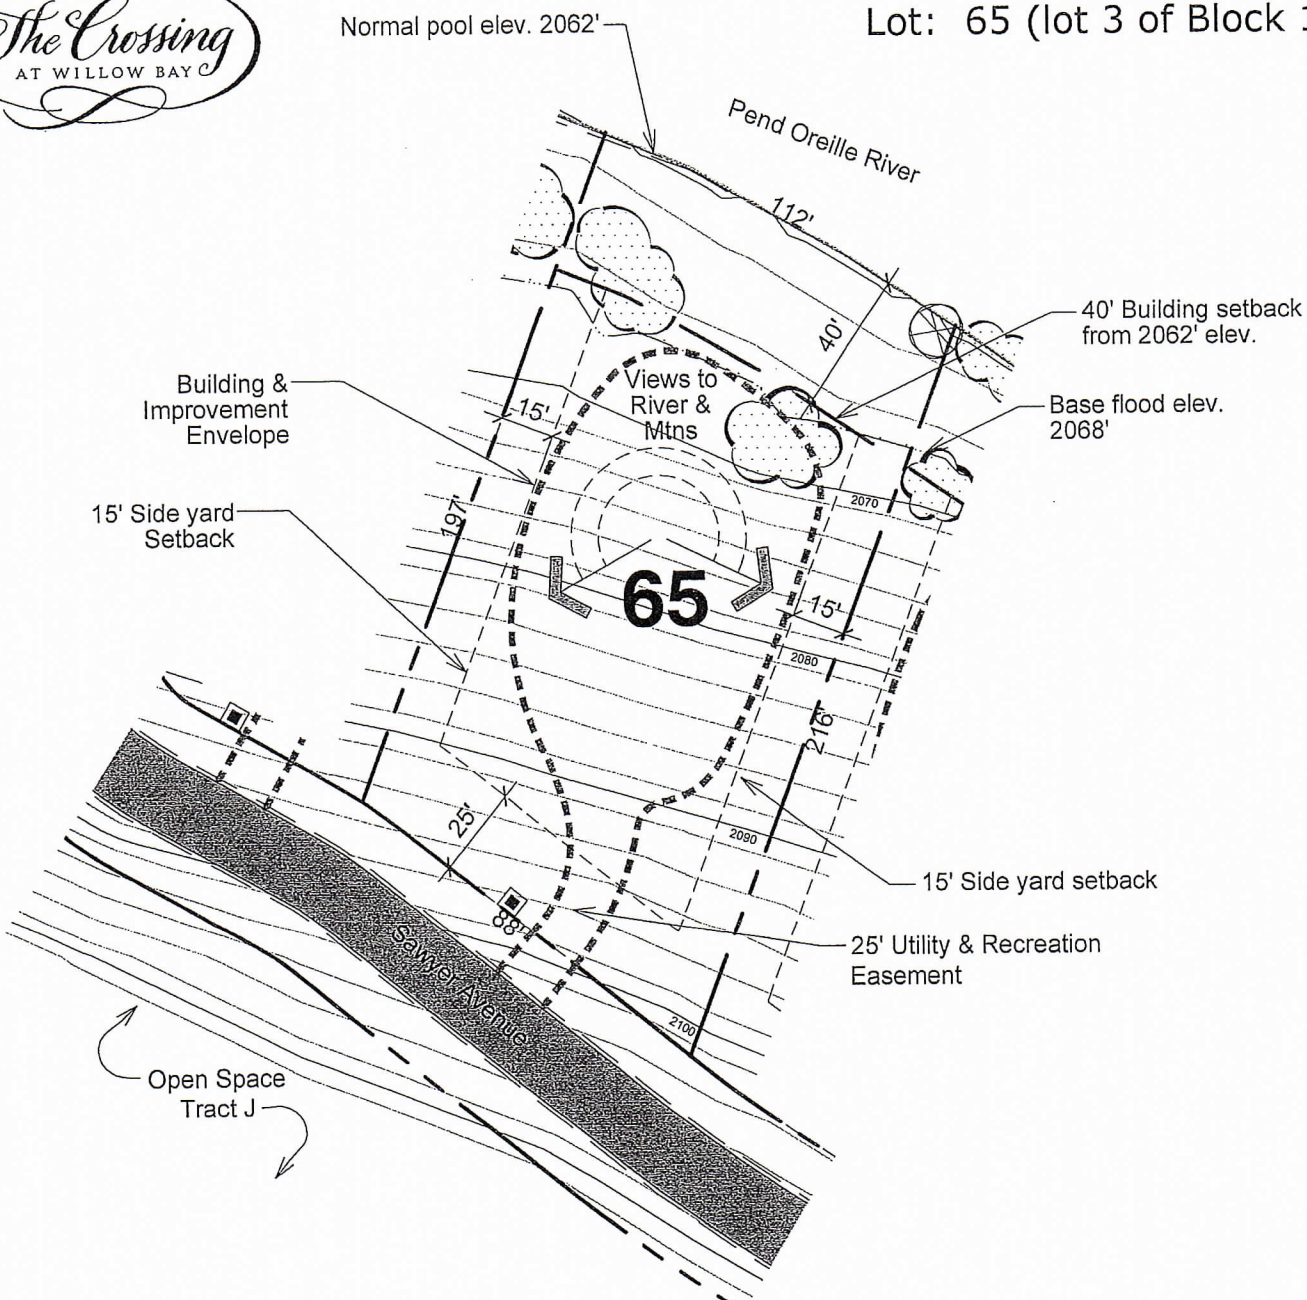 The Crossing
AT WILLOW BAY
Normal pool elev. 2062'
Lot: 65 (lot 3 of Block 1
Pend Oreille River
112'
40'
40' Building setback
from 2062' elev.
Building &
Improvement
Envelope
Views to
River &
Mtns
15'
Base flood elev.
2068'
2070
15' Side yard
Setback
197'
65
15'
2080
216'
25'
2090
15' Side yard setback
25' Utility & Recreation
Easement
Sawyer Avenue
2100
Open Space
Tract J